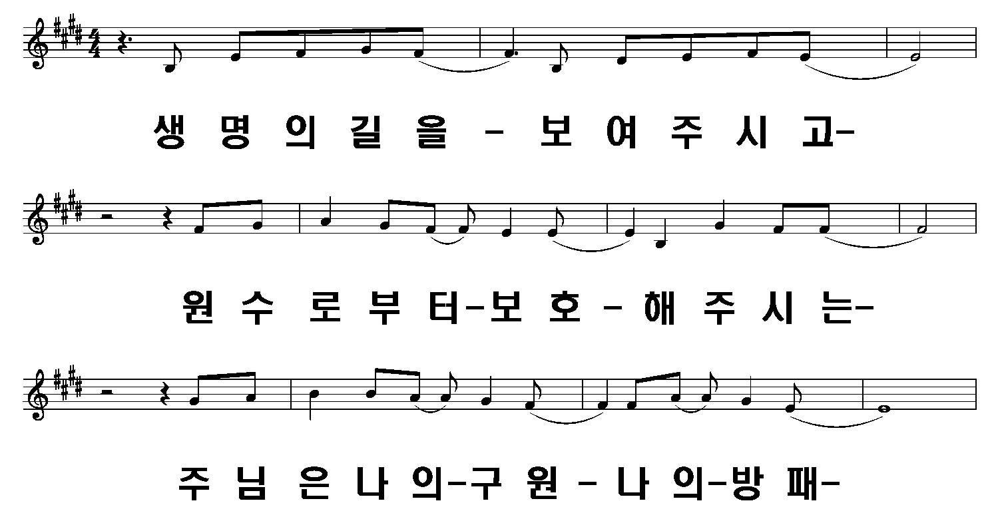 생 명 의 길 을 - 보 여 주 시 고-
원 수 로 부 터-보 호 - 해 주 시 는-
주 님 은 나 의-구 원 - 나 의-방 패-